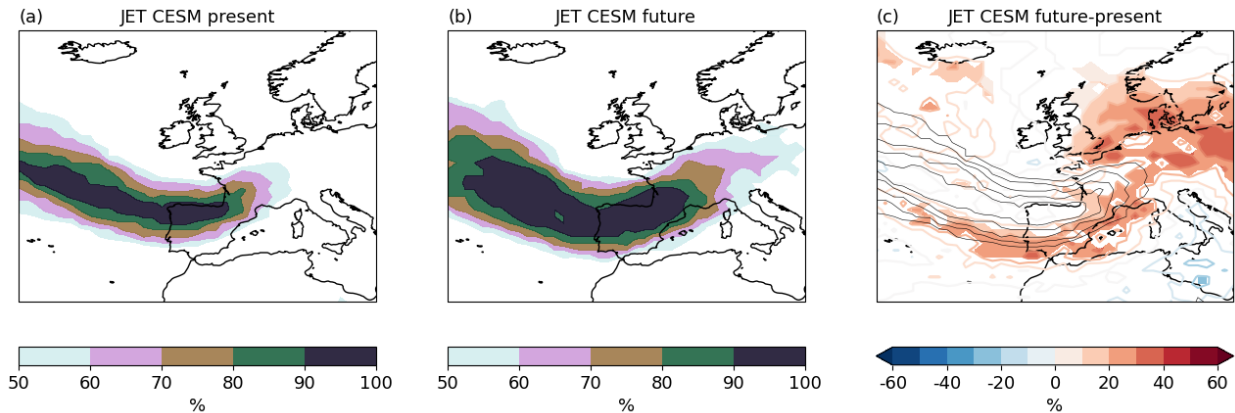 (a) JET CESM present
(b) JET CESM future
(c) JET CESM future-present
50 60 70 80 90 100
%
50 60 70 80 90 100
%
-60 -40 -20 0 20 40 60
%